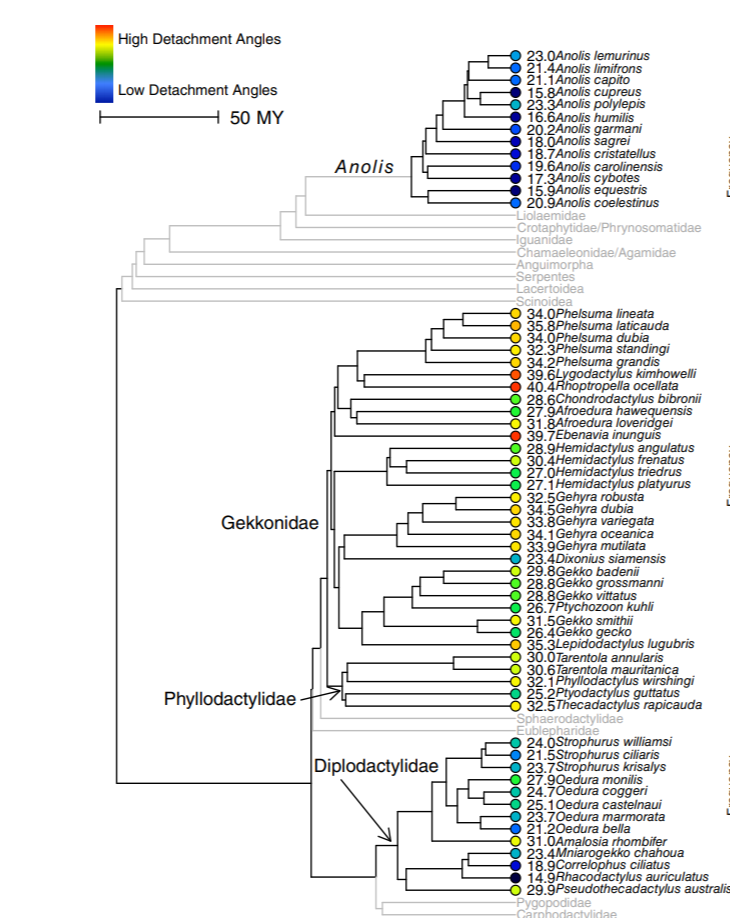 High Detachment Angles
Low Detachment Angles
50 MY
23.0 Anolis lemurinus
21.4 Anolis limifrons
21.1 Anolis capito
15.8 Anolis cupreus
23.3 Anolis polylepis
16.6 Anolis humilis
20.2 Anolis garmani
18.0 Anolis sagrei
18.7 Anolis cristatellus
Anolis
19.6 Anolis carolinensis
17.3 Anolis cybotes
15.9 Anolis equestris
20.9 Anolis coelestinus
Liolaemidae
Crotaphytidae/Phrynosomatidae
Iguanidae
Chamaeleonidae/Agamidae
Anguimorpha
Serpentes
Lacertoidea
Scinoidea
34.0 Phelsuma lineata
35.8 Phelsuma laticauda
34.0 Phelsuma dubia
32.3 Phelsuma standingi
34.2 Phelsuma grandis
39.6 Lygodactylus kimhowelli
40.4 Rhoptropella ocellata
28.6 Chondrodactylus bibronii
27.9 Afroedura hawequensis
31.8 Afroedura loveridgei
39.7 Ebenavia inunguis
28.9 Hemidactylus angulatus
30.4 Hemidactylus frenatus
27.0 Hemidactylus triedrus
27.1 Hemidactylus platyurus
32.5 Gehyra robusta
34.5 Gehyra dubia
Gekkonidae
33.8 Gehyra variegata
34.1 Gehyra oceanica
33.9 Gehyra mutilata
23.4 Dixonius siamensis
29.8 Gekko badenii
28.8 Gekko grossmanni
28.8 Gekko vittatus
26.7 Ptychozoon kuhli
31.5 Gekko smithii
26.4 Gekko gecko
35.3 Lepidodactylus lugubris
30.0 Tarentola annularis
30.6 Tarentola mauritanica
32.1 Phyllodactylus wirshingi
Phyllodactylidae
25.2 Ptyodactylus guttatus
32.5 Thecadactylus rapicauda
Sphaerodactylidae
Eublepharidae
24.0 Strophurus williamsi
21.5 Strophurus ciliaris
Diplodactylidae
23.7 Strophurus krisalys
27.9 Oedura monilis
24.7 Oedura coggeri
25.1 Oedura castelnaui
23.7 Oedura marmorata
21.2 Oedura bella
31.0 Amalosia rhombifer
23.4 Mniarogekko chahoua
18.9 Correlophus ciliatus
14.9 Rhacodactylus auriculatus
29.9 Pseudothecadactylus australis
Pygopodidae
Carphodactylidae